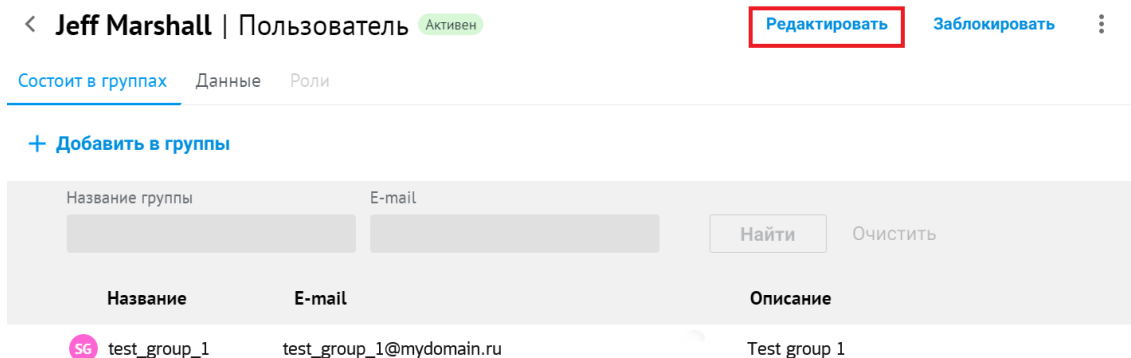 Jeff Marshall | Пользователь Активен Редактировать Заблокировать
Состоит в группах Данные Роли
+ Добавить в группы
Название группы E-mail
Найти Очистить
Название E-mail Описание
SG test_group_1 test_group_1@mydomain.ru Test group 1